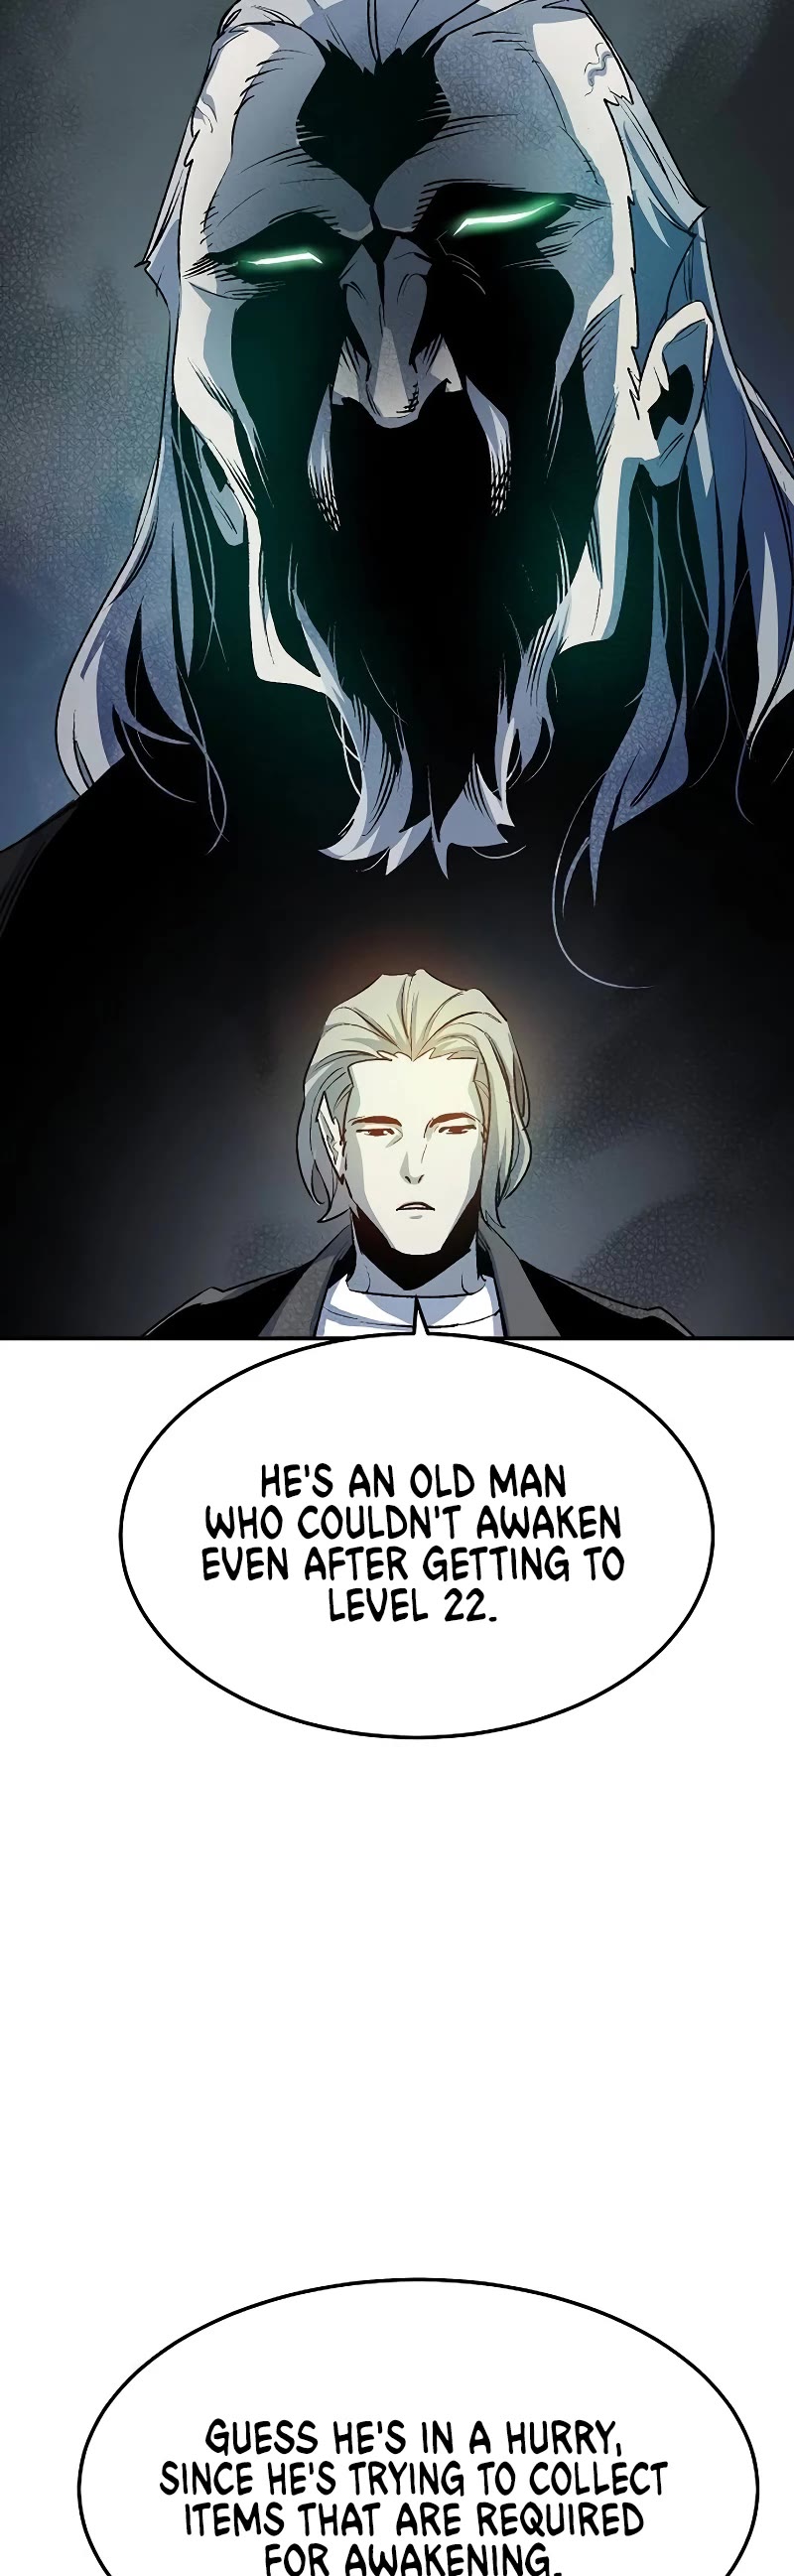 HE'S AN OLD MAN
WHO COULDN'T AWAKEN
EVEN AFTER GETTING TO
LEVEL 22.
GUESS HE'S IN A HURRY,
SINCE HE'S TRYING TO COLLECT
ITEMS THAT ARE REQUIRED
FOR AWAKENING.